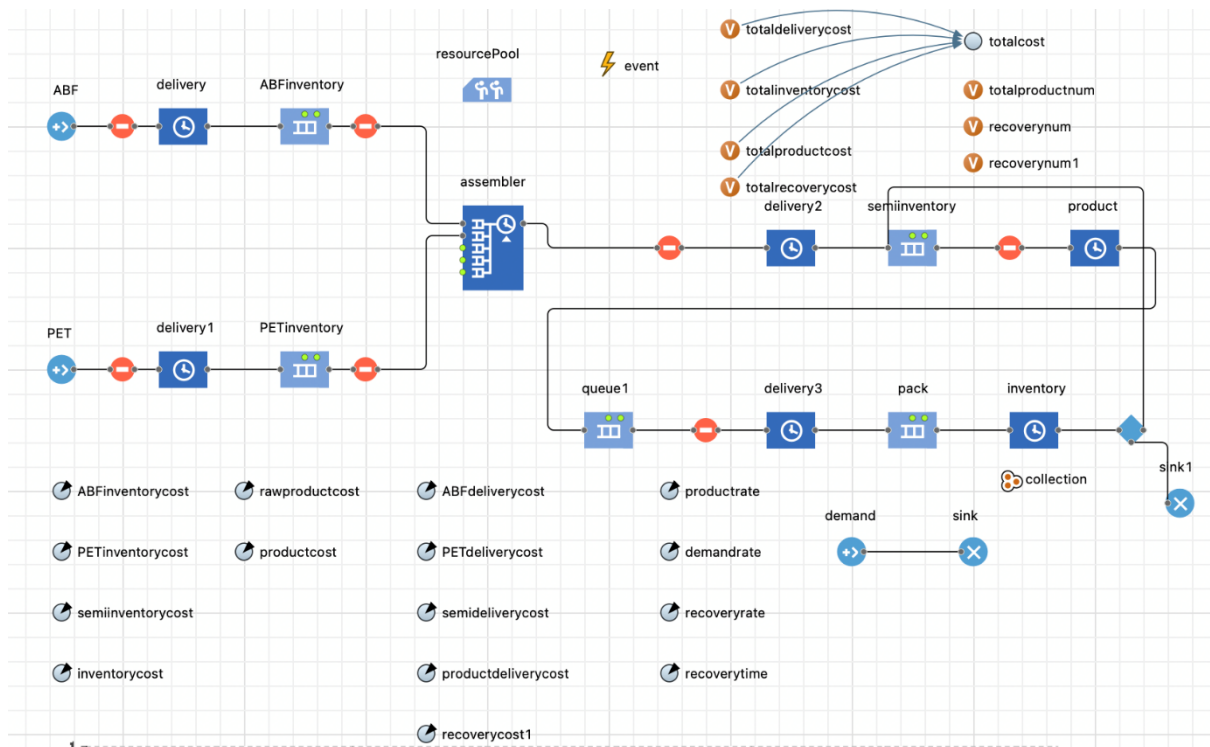 totaldeliverycost
totalcost
resourcePool
event
ABF
delivery
ABFinventory
totalinventorycost
totalproductnum
recoverynum
totalproductcost
recoverynum1
assembler
totalrecoverycost
delivery2
semiinventory
product
PET
delivery1
PETinventory
queue1
delivery3
pack
inventory
sink1
collection
ABFinventorycost
rawproductcost
ABFdeliverycost
productrate
demand
sink
PETinventorycost
productcost
PETdeliverycost
demandrate
semiinventorycost
semideliverycost
recoveryrate
inventorycost
productdeliverycost
recoverytime
recoverycost1